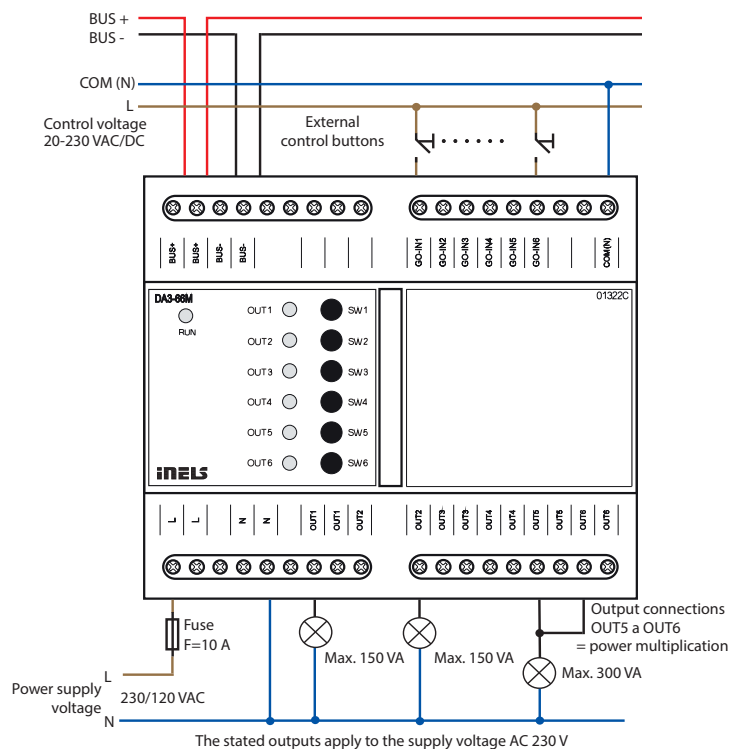 BUS +
BUS -
COM (N)
L
Control voltage
20-230 VAC/DC
External
control buttons
BUS+ BUS+ BUS- BUS-
GO-IN1 GO-IN2 GO-IN3 GO-IN4 GO-IN5 GO-IN6 COM(N)
DA3-66M
01322C
RUN
OUT1 SW1
OUT2 SW2
OUT3 SW3
OUT4 SW4
OUT5 SW5
OUT6 SW6
iNELS
L L N N OUT1 OUT1 OUT2
OUT2 OUT3 OUT3 OUT4 OUT4 OUT5 OUT5 OUT6 OUT6
Fuse
F=10 A
Max. 150 VA
Max. 150 VA
Output connections
OUT5 a OUT6
= power multiplication
Max. 300 VA
L
Power supply
voltage
230/120 VAC
N
The stated outputs apply to the supply voltage AC 230 V